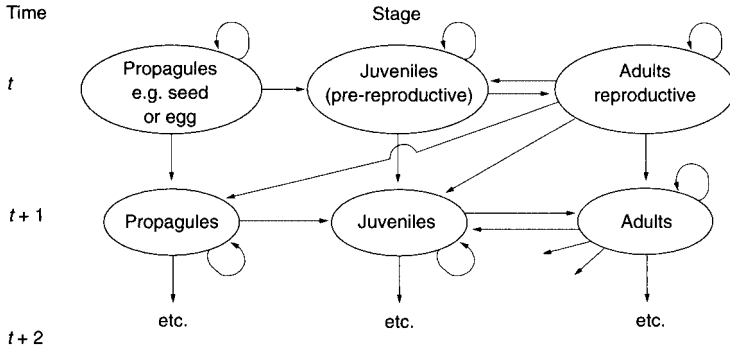 Time
Stage
t
Propagules
e.g. seed
or egg
Juveniles
(pre-reproductive)
Adults
reproductive
t + 1
Propagules
Juveniles
Adults
etc.
etc.
etc.
t + 2